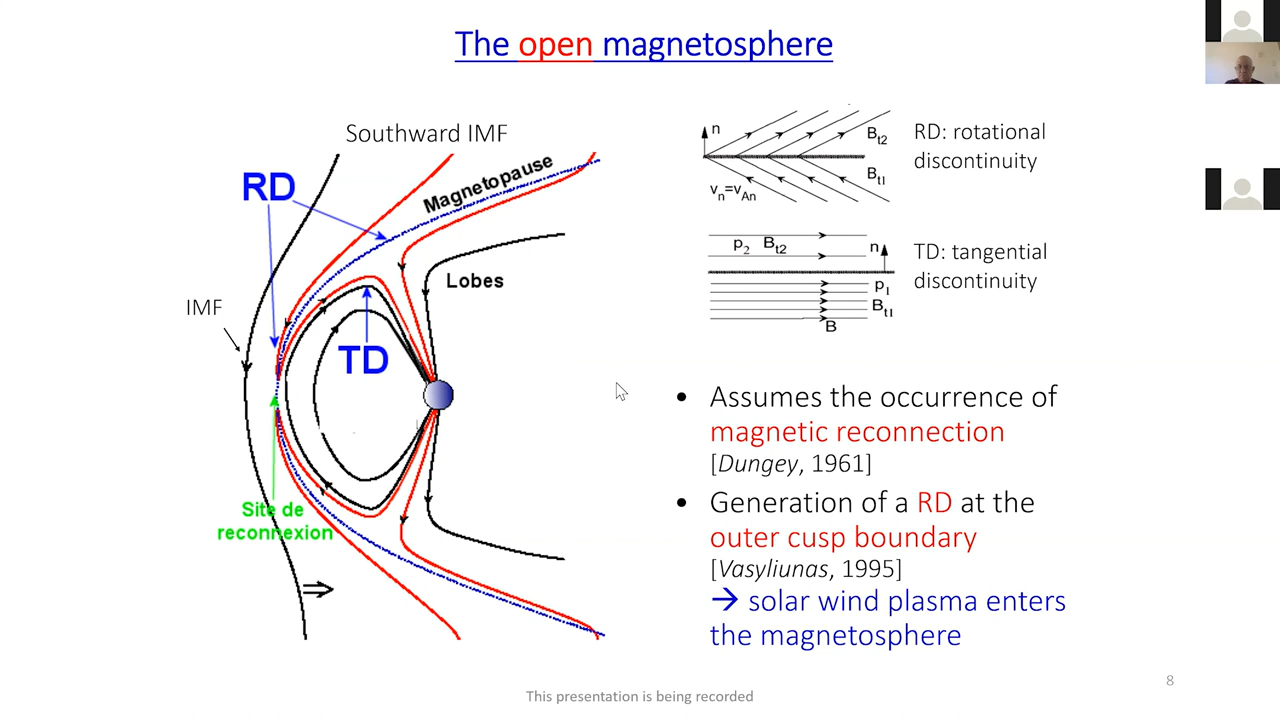 The open magnetosphere
Southward IMF
RD
Magnetopause
Lobes
IMF
TD
Site de
reconnexion
n
Bt2
Bt1
vn=vAn
RD: rotational
discontinuity
p2 Bt2
n
p1
Bt1
B
TD: tangential
discontinuity
• Assumes the occurrence of
magnetic reconnection
[Dungey, 1961]
• Generation of a RD at the
outer cusp boundary
[Vasyliunas, 1995]
→ solar wind plasma enters
the magnetosphere
8
This presentation is being recorded